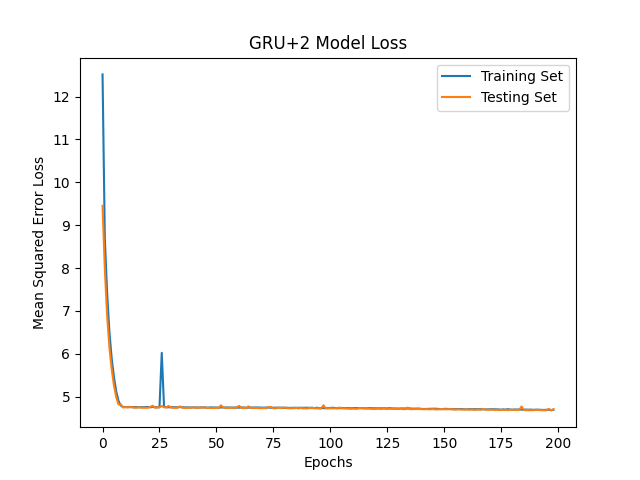 GRU+2 Model Loss
Training Set
Testing Set
Mean Squared Error Loss
12
11
10
9
8
7
6
5
0 25 50 75 100 125 150 175 200
Epochs